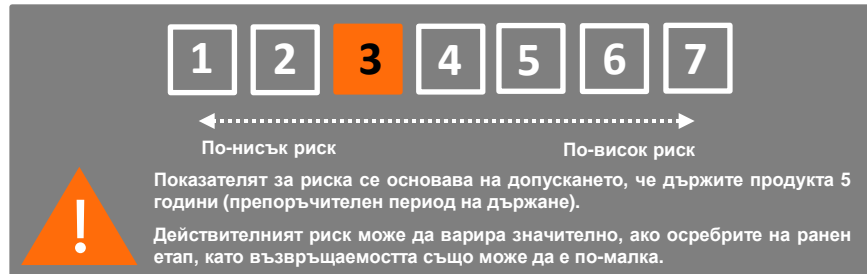 1 2 3 4 5 6 7
По-нисък риск По-висок риск
Показателят за риска се основава на допускането, че държите продукта 5
години (препоръчителен период на държане).
!
Действителният риск може да варира значително, ако осребрите на ранен
етап, като възвръщаемостта също може да е по-малка.